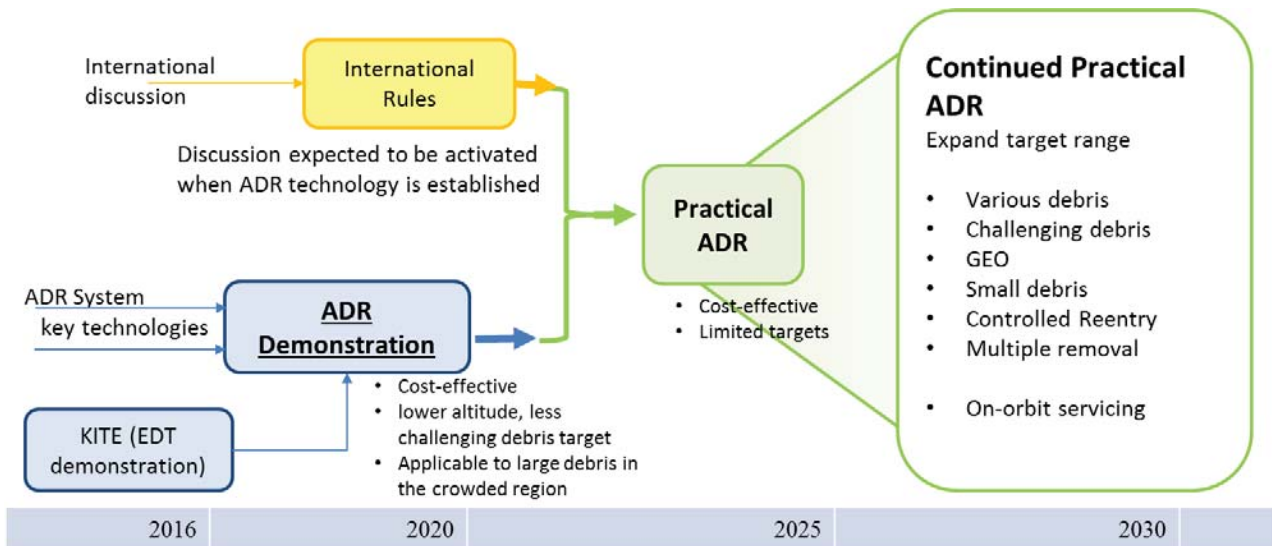 International
discussion
International
Rules
Discussion expected to be activated
when ADR technology is established
ADR System
key technologies
ADR
Demonstration
• Cost-effective
• lower altitude, less
challenging debris target
• Applicable to large debris in
the crowded region
KITE (EDT
demonstration)
Practical
ADR
• Cost-effective
• Limited targets
Continued Practical
ADR
Expand target range
• Various debris
• Challenging debris
• GEO
• Small debris
• Controlled Reentry
• Multiple removal
• On-orbit servicing
2016
2020
2025
2030